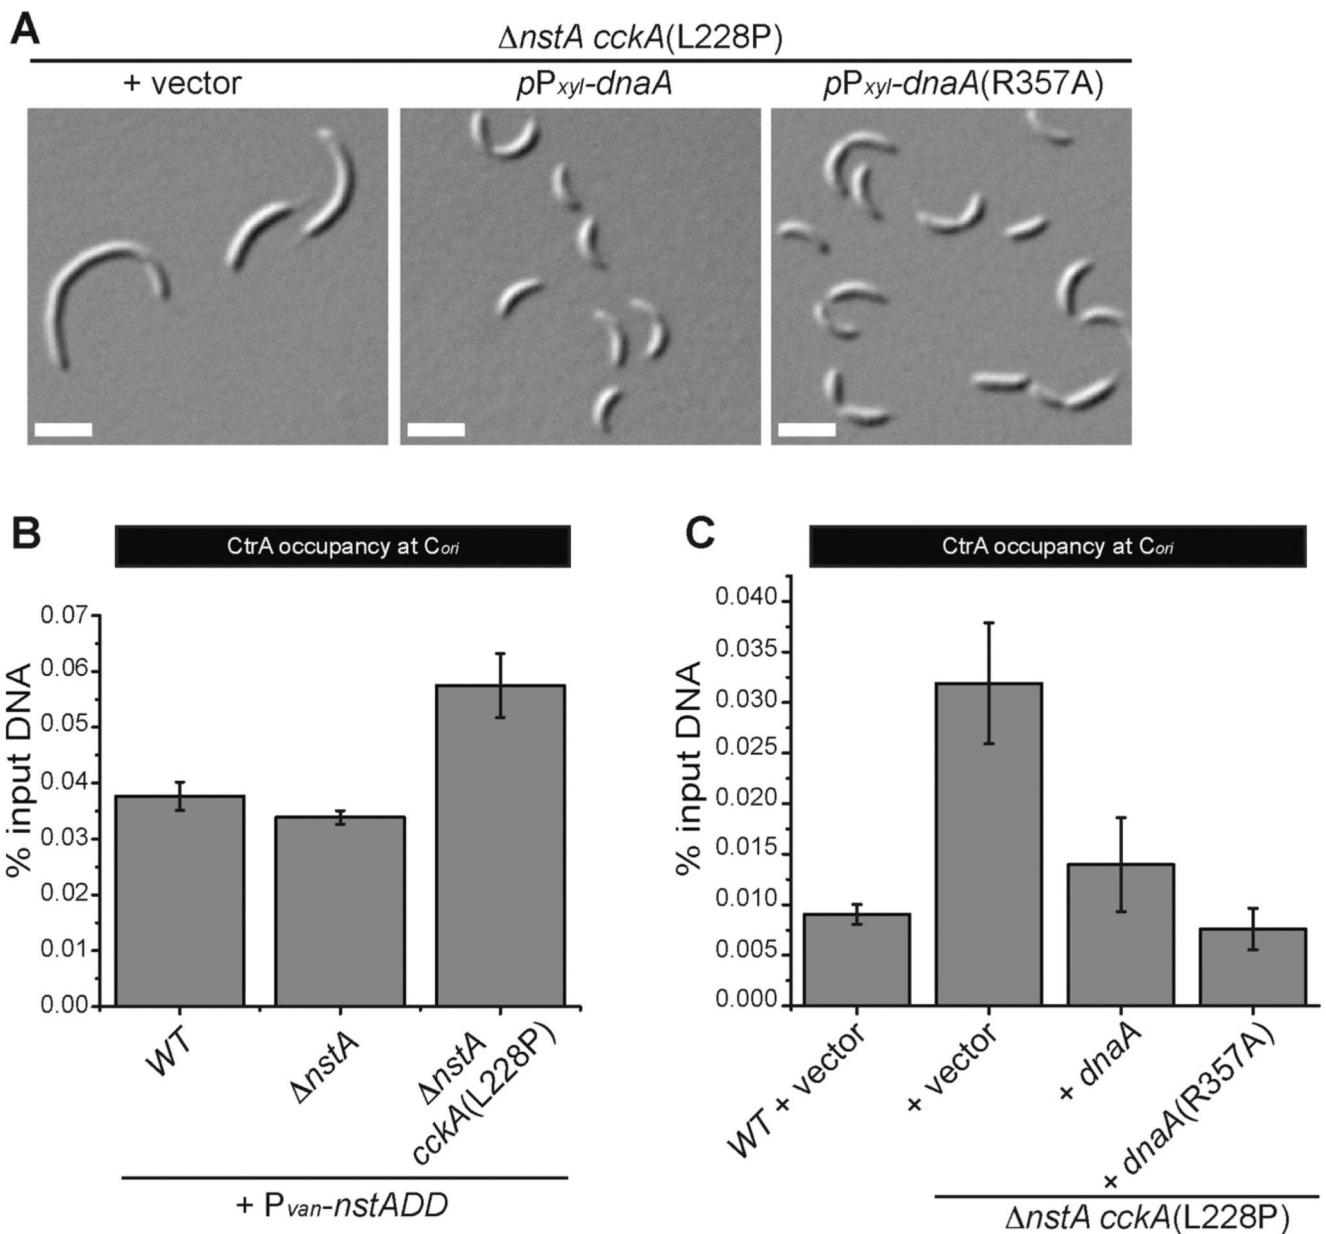 A
ΔnstA cckA(L228P)
+ vector
pPxyl-dnaA
pPxyl-dnaA(R357A)
B
CtrA occupancy at Cori
% input DNA
0.07
0.06
0.05
0.04
0.03
0.02
0.01
0.00
WT
ΔnstA
ΔnstA
cckA(L228P)
+ Pvan-nstADD
C
CtrA occupancy at Cori
% input DNA
0.040
0.035
0.030
0.025
0.020
0.015
0.010
0.005
0.000
WT + vector
+ vector
+ dnaA
+ dnaA(R357A)
ΔnstA cckA(L228P)